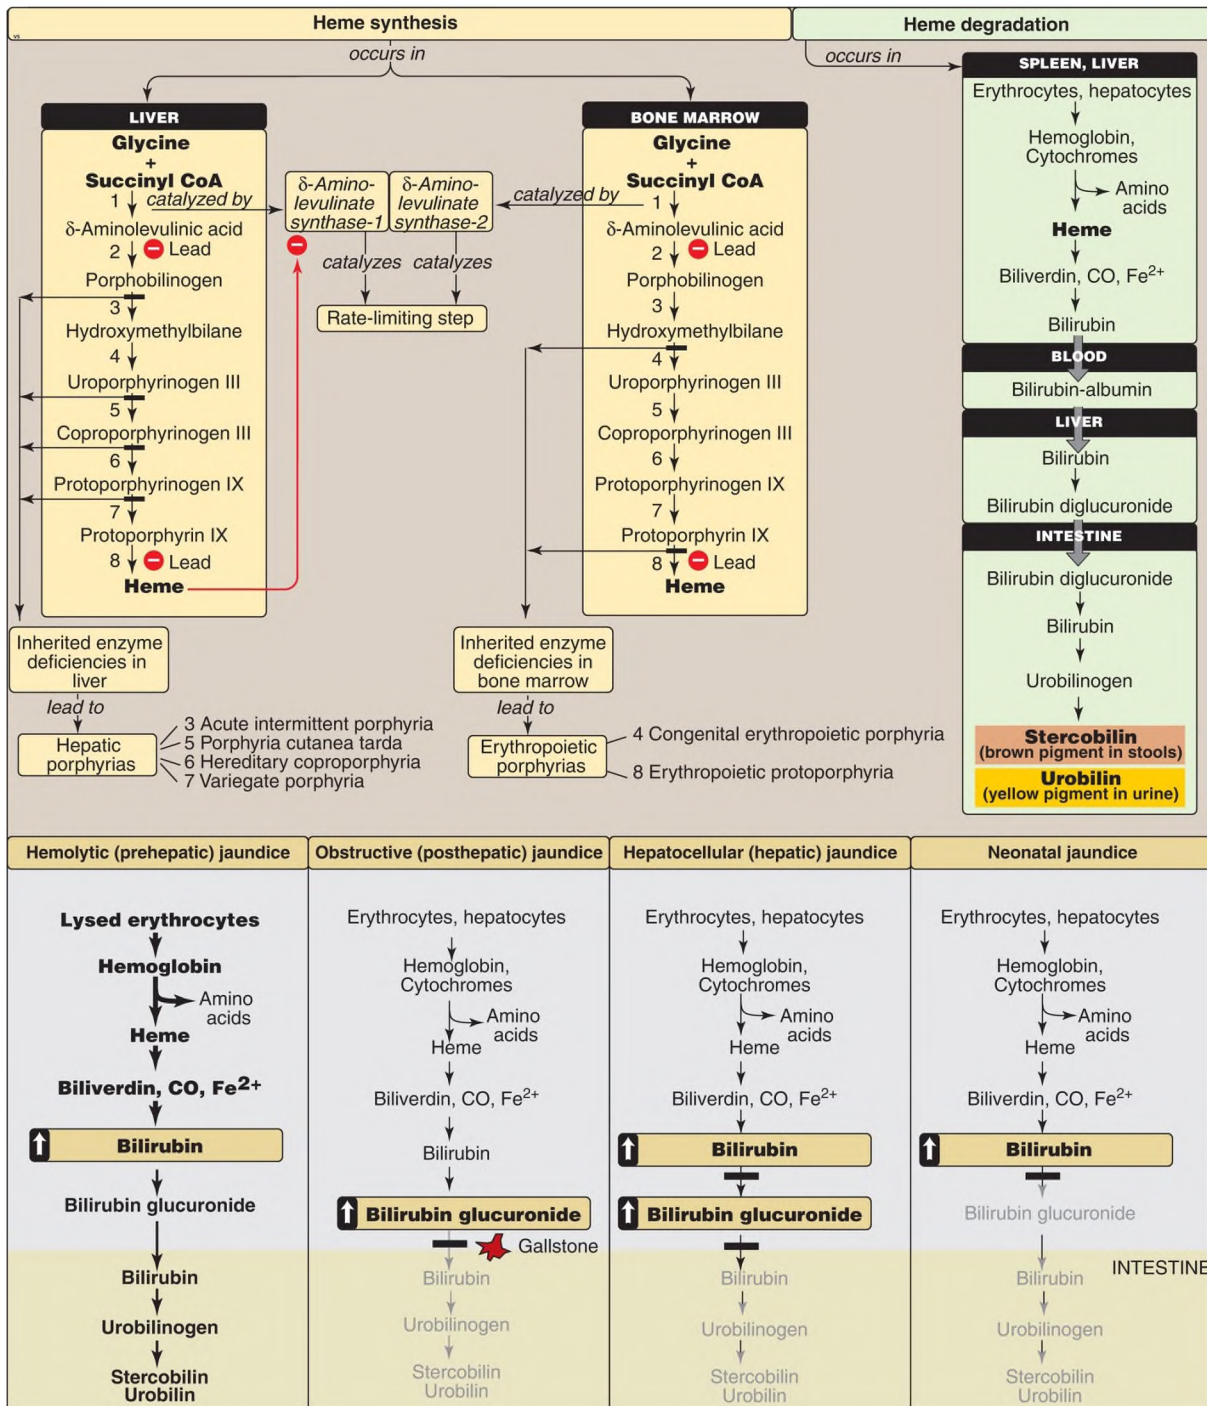 Heme synthesis
Heme degradation
vs
occurs in
occurs in
LIVER
Glycine
+
Succinyl CoA
1
catalyzed by
δ-Aminolevulinic acid
2
Lead
Porphobilinogen
3
Hydroxymethylbilane
4
Uroporphyrinogen III
5
Coproporphyrinogen III
6
Protoporphyrinogen IX
7
Protoporphyrin IX
8
Lead
Heme
δ-Amino-
levulinate
synthase-1
δ-Amino-
levulinate
synthase-2
catalyzes
catalyzes
Rate-limiting step
BONE MARROW
Glycine
+
Succinyl CoA
catalyzed by
1
δ-Aminolevulinic acid
2
Lead
Porphobilinogen
3
Hydroxymethylbilane
4
Uroporphyrinogen III
5
Coproporphyrinogen III
6
Protoporphyrinogen IX
7
Protoporphyrin IX
8
Lead
Heme
Inherited enzyme
deficiencies in
liver
lead to
Hepatic
porphyrias
3 Acute intermittent porphyria
5 Porphyria cutanea tarda
6 Hereditary coproporphyria
7 Variegate porphyria
Inherited enzyme
deficiencies in
bone marrow
lead to
Erythropoietic
porphyrias
4 Congenital erythropoietic porphyria
8 Erythropoietic protoporphyria
SPLEEN, LIVER
Erythrocytes, hepatocytes
Hemoglobin,
Cytochromes
Amino
acids
Heme
Biliverdin, CO, Fe2+
Bilirubin
BLOOD
Bilirubin-albumin
LIVER
Bilirubin
Bilirubin diglucuronide
INTESTINE
Bilirubin diglucuronide
Bilirubin
Urobilinogen
Stercobilin
(brown pigment in stools)
Urobilin
(yellow pigment in urine)
Hemolytic (prehepatic) jaundice
Lysed erythrocytes
Hemoglobin
Amino
acids
Heme
Biliverdin, CO, Fe2+
Bilirubin
Bilirubin glucuronide
Bilirubin
Urobilinogen
Stercobilin
Urobilin
Obstructive (posthepatic) jaundice
Erythrocytes, hepatocytes
Hemoglobin,
Cytochromes
Amino
acids
Heme
Biliverdin, CO, Fe2+
Bilirubin
Bilirubin glucuronide
Gallstone
Bilirubin
Urobilinogen
Stercobilin
Urobilin
Hepatocellular (hepatic) jaundice
Erythrocytes, hepatocytes
Hemoglobin,
Cytochromes
Amino
acids
Heme
Biliverdin, CO, Fe2+
Bilirubin
Bilirubin glucuronide
Bilirubin
Urobilinogen
Stercobilin
Urobilin
Neonatal jaundice
Erythrocytes, hepatocytes
Hemoglobin,
Cytochromes
Amino
acids
Heme
Biliverdin, CO, Fe2+
Bilirubin
Bilirubin glucuronide
INTESTINE
Bilirubin
Urobilinogen
Stercobilin
Urobilin